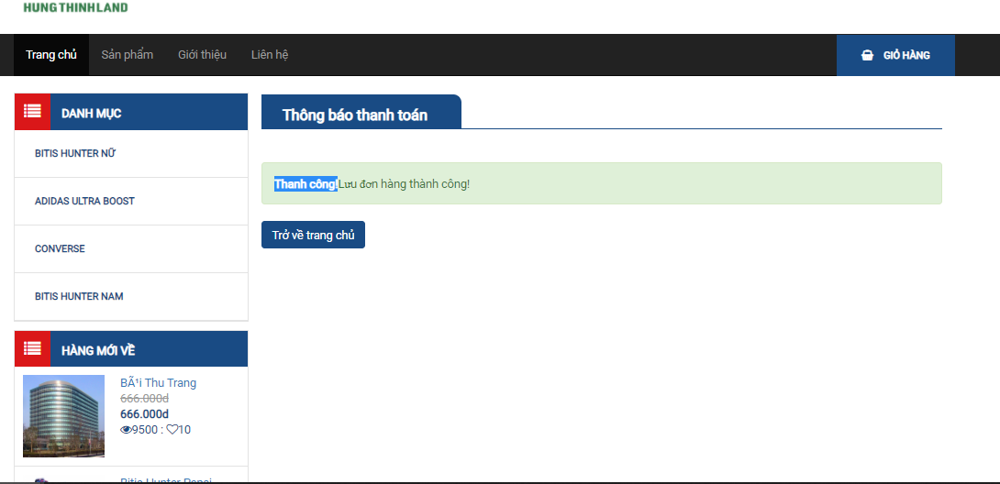 HUNG THINH LAND
Trang chủ Sản phẩm Giới thiệu Liên hệ GIỎ HÀNG
DANH MỤC
BITIS HUNTER NỮ
ADIDAS ULTRA BOOST
CONVERSE
BITIS HUNTER NAM
HÀNG MỚI VỀ
BÃ¹i Thu Trang
666.000đ
666.000đ
9500 : 10
Bitis Hunter
Thông báo thanh toán
Thanh công!Lưu đơn hàng thành công!
Trở về trang chủ